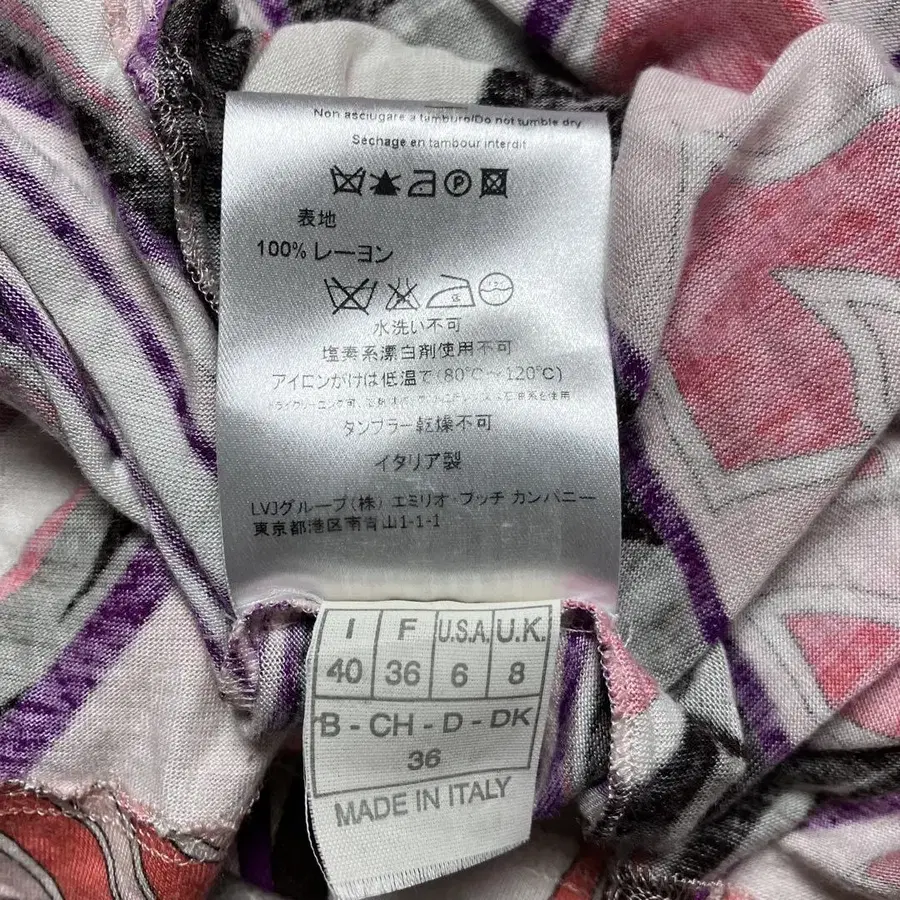 Non asciugare a tamburo/Do not tumble dry
Séchage en tambour interdit
P
表地
100% レーヨン
水洗い不可
塩素系漂白剤使用不可
アイロンがけは低温で(80℃～120℃)
タンブラー乾燥不可
イタリア製
LVJグループ(株) エミリオ・プッチ カンパニー
東京都港区南青山1-1-1
I F U.S.A. U.K.
40 36 6 8
B - CH - D - DK
36
MADE IN ITALY